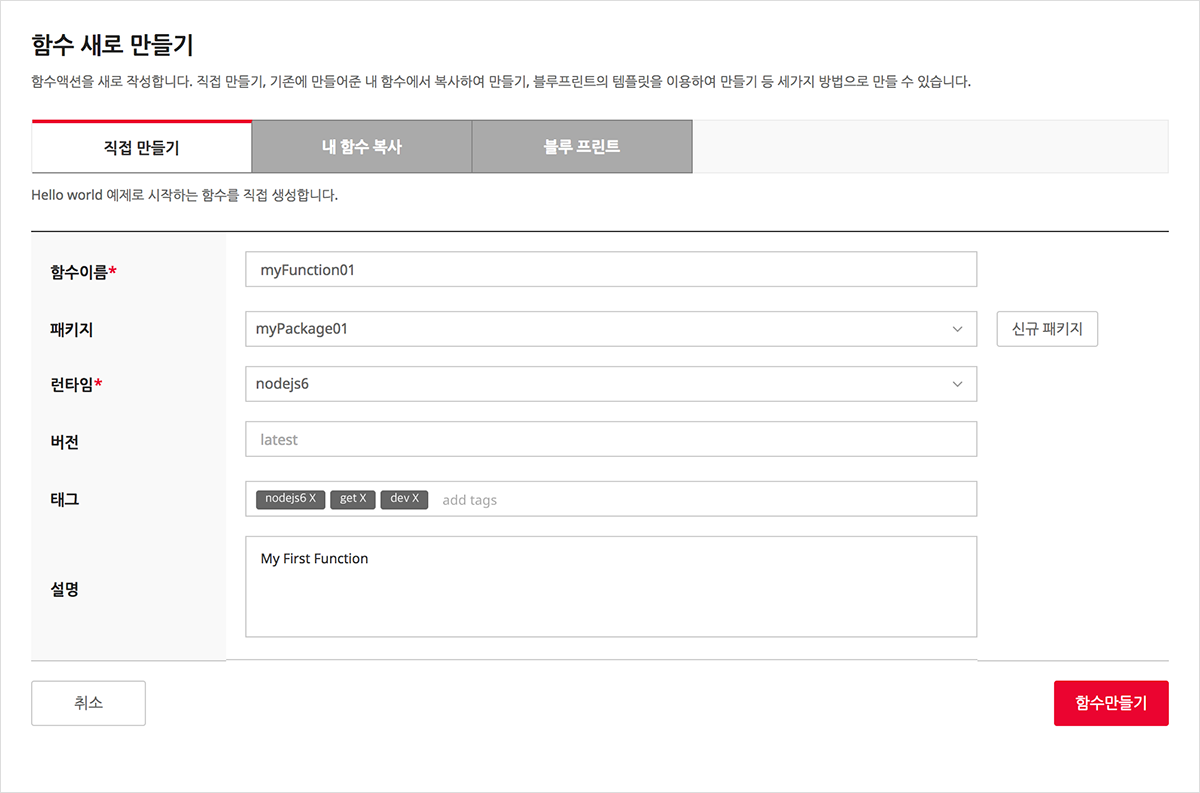 함수 새로 만들기
함수액션을 새로 작성합니다. 직접 만들기, 기존에 만들어준 내 함수에서 복사하여 만들기, 블루프린트의 템플릿을 이용하여 만들기 등 세가지 방법으로 만들 수 있습니다.
직접 만들기 내 함수 복사 블루 프린트
Hello world 예제로 시작하는 함수를 직접 생성합니다.
함수이름* myFunction01
패키지 myPackage01 신규 패키지
런타임* nodejs6
버전 latest
태그 nodejs6 X get X dev X add tags
설명 My First Function
취소 함수만들기